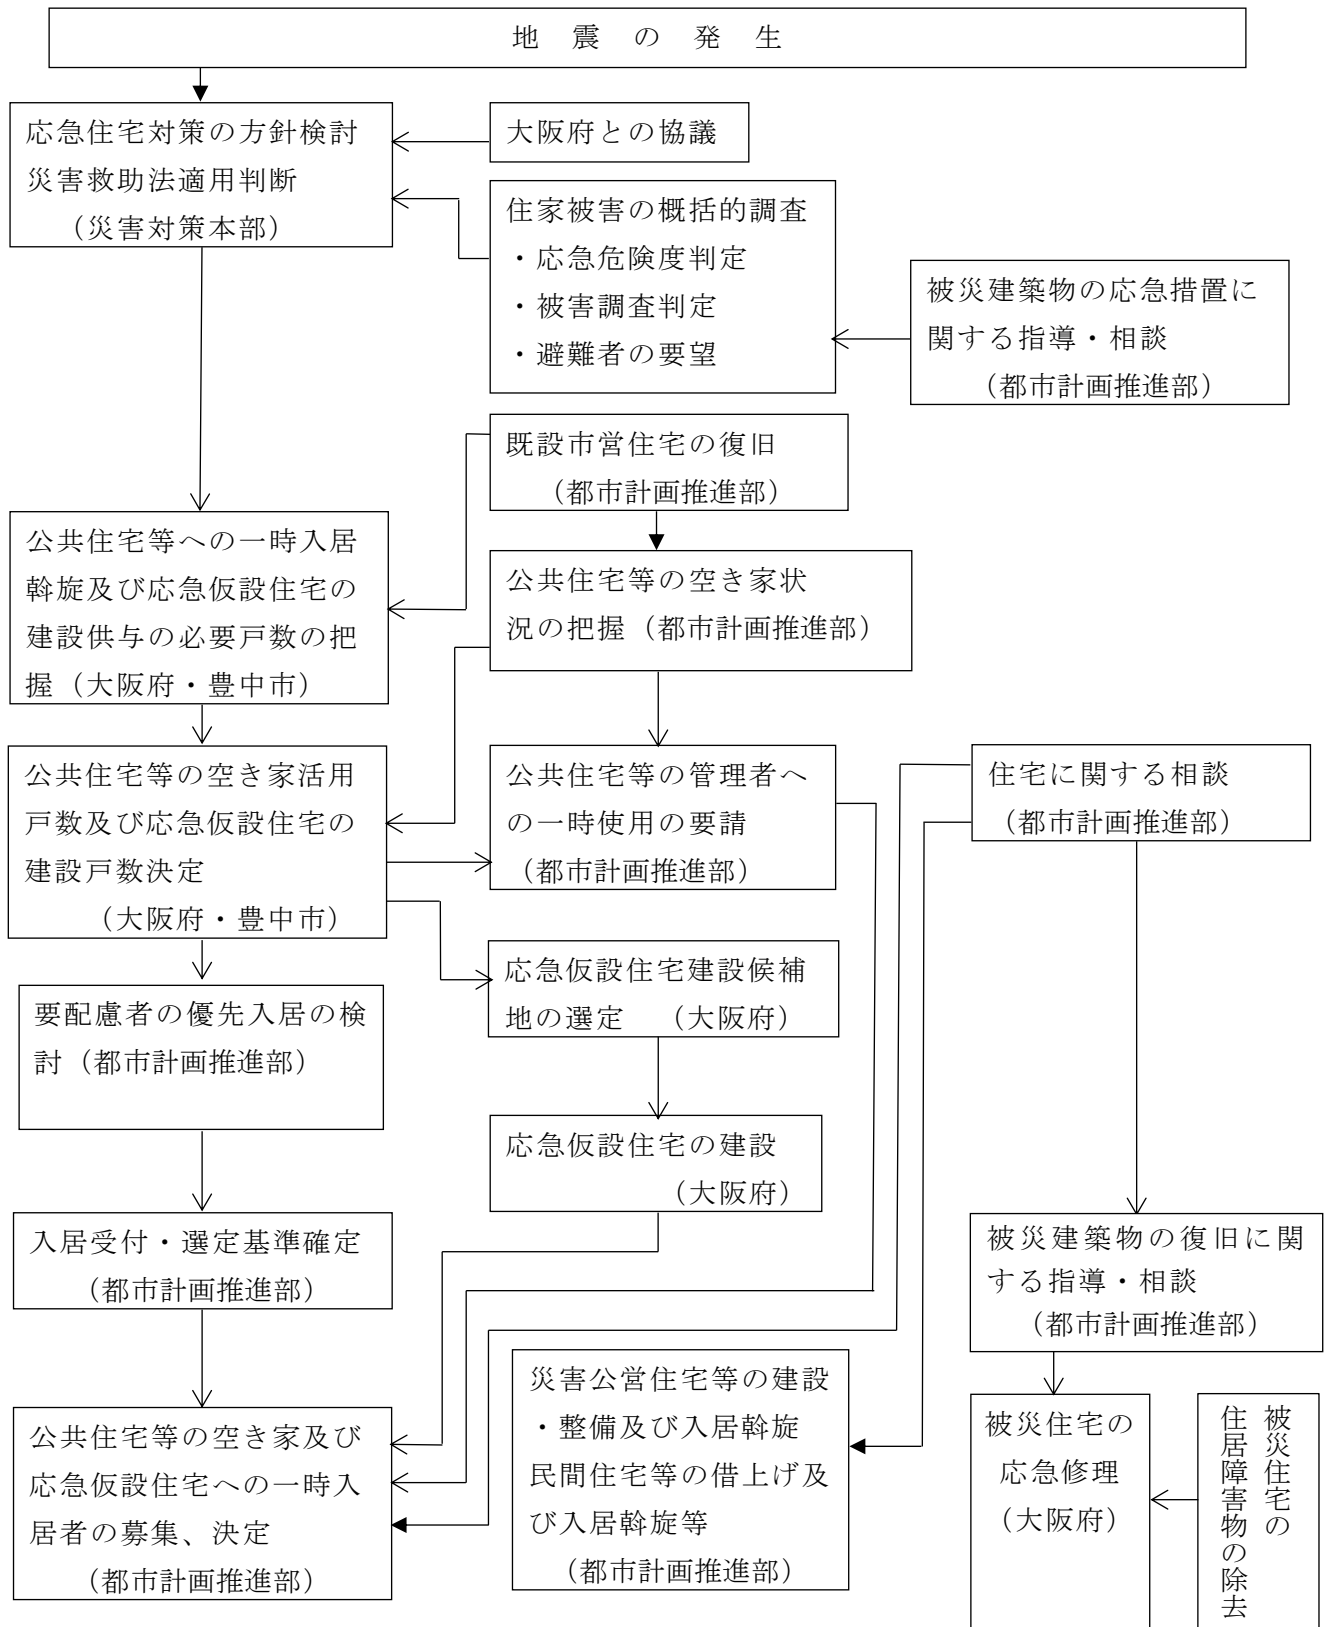 地震の発生
応急住宅対策の方針検討
災害救助法適用判断
（災害対策本部）
大阪府との協議
住家被害の概括的調査
・応急危険度判定
・被害調査判定
・避難者の要望
被災建築物の応急措置に
関する指導・相談
（都市計画推進部）
既設市営住宅の復旧
（都市計画推進部）
公共住宅等への一時入居
斡旋及び応急仮設住宅の
建設供与の必要戸数の把
握（大阪府・豊中市）
公共住宅等の空き家状
況の把握（都市計画推進部）
公共住宅等の空き家活用
戸数及び応急仮設住宅の
建設戸数決定
（大阪府・豊中市）
公共住宅等の管理者へ
の一時使用の要請
（都市計画推進部）
住宅に関する相談
（都市計画推進部）
応急仮設住宅建設候補
地の選定　（大阪府）
要配慮者の優先入居の検
討（都市計画推進部）
応急仮設住宅の建設
（大阪府）
入居受付・選定基準確定
（都市計画推進部）
被災建築物の復旧に関
する指導・相談
（都市計画推進部）
公共住宅等の空き家及び
応急仮設住宅への一時入
居者の募集、決定
（都市計画推進部）
災害公営住宅等の建設
・整備及び入居斡旋
民間住宅等の借上げ及
び入居斡旋等
（都市計画推進部）
被災住宅の
応急修理
（大阪府）
被災住宅の
住居障害物の除去